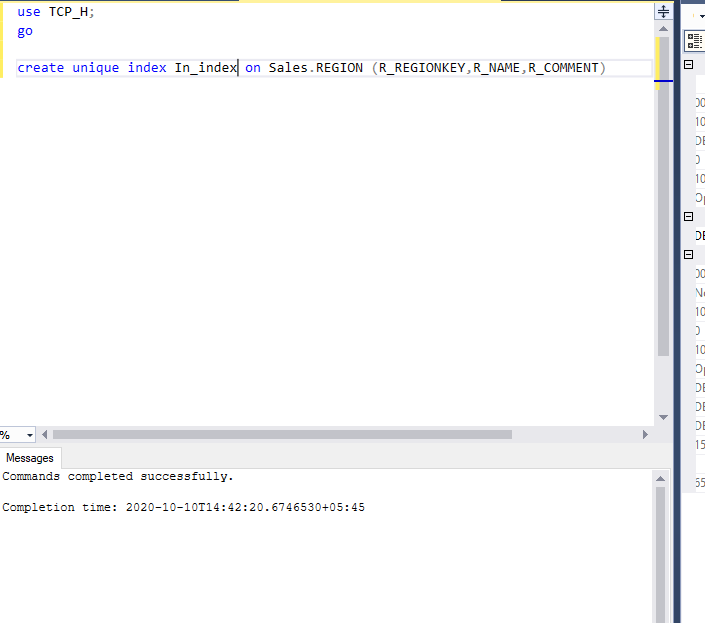 use TCP_H;
go
create unique index In_index on Sales.REGION (R_REGIONKEY,R_NAME,R_COMMENT)
%
Messages
Commands completed successfully.
Completion time: 2020-10-10T14:42:20.6746530+05:45